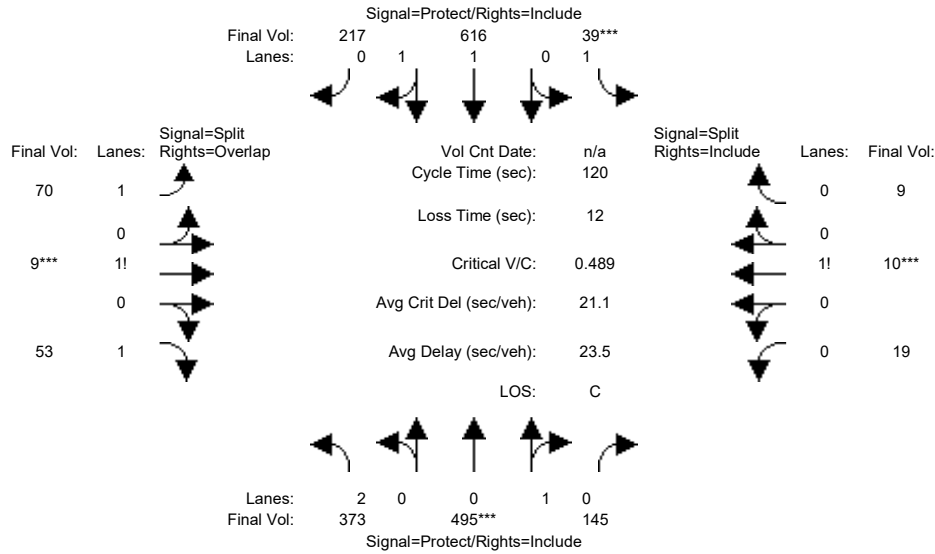 Signal=Protect/Rights=Include
Final Vol: 217 616 39***
Lanes: 0 1 1 0 1
Signal=Split
Final Vol: Lanes: Rights=Overlap
Vol Cnt Date: n/a
Signal=Split
Rights=Include Lanes: Final Vol:
Cycle Time (sec): 120
70 1
0 9
Loss Time (sec): 12
0
0
9*** 1!
Critical V/C: 0.489
1! 10***
0
Avg Crit Del (sec/veh): 21.1
0
53 1
Avg Delay (sec/veh): 23.5
0 19
LOS: C
Lanes: 2 0 0 1 0
Final Vol: 373 495*** 145
Signal=Protect/Rights=Include